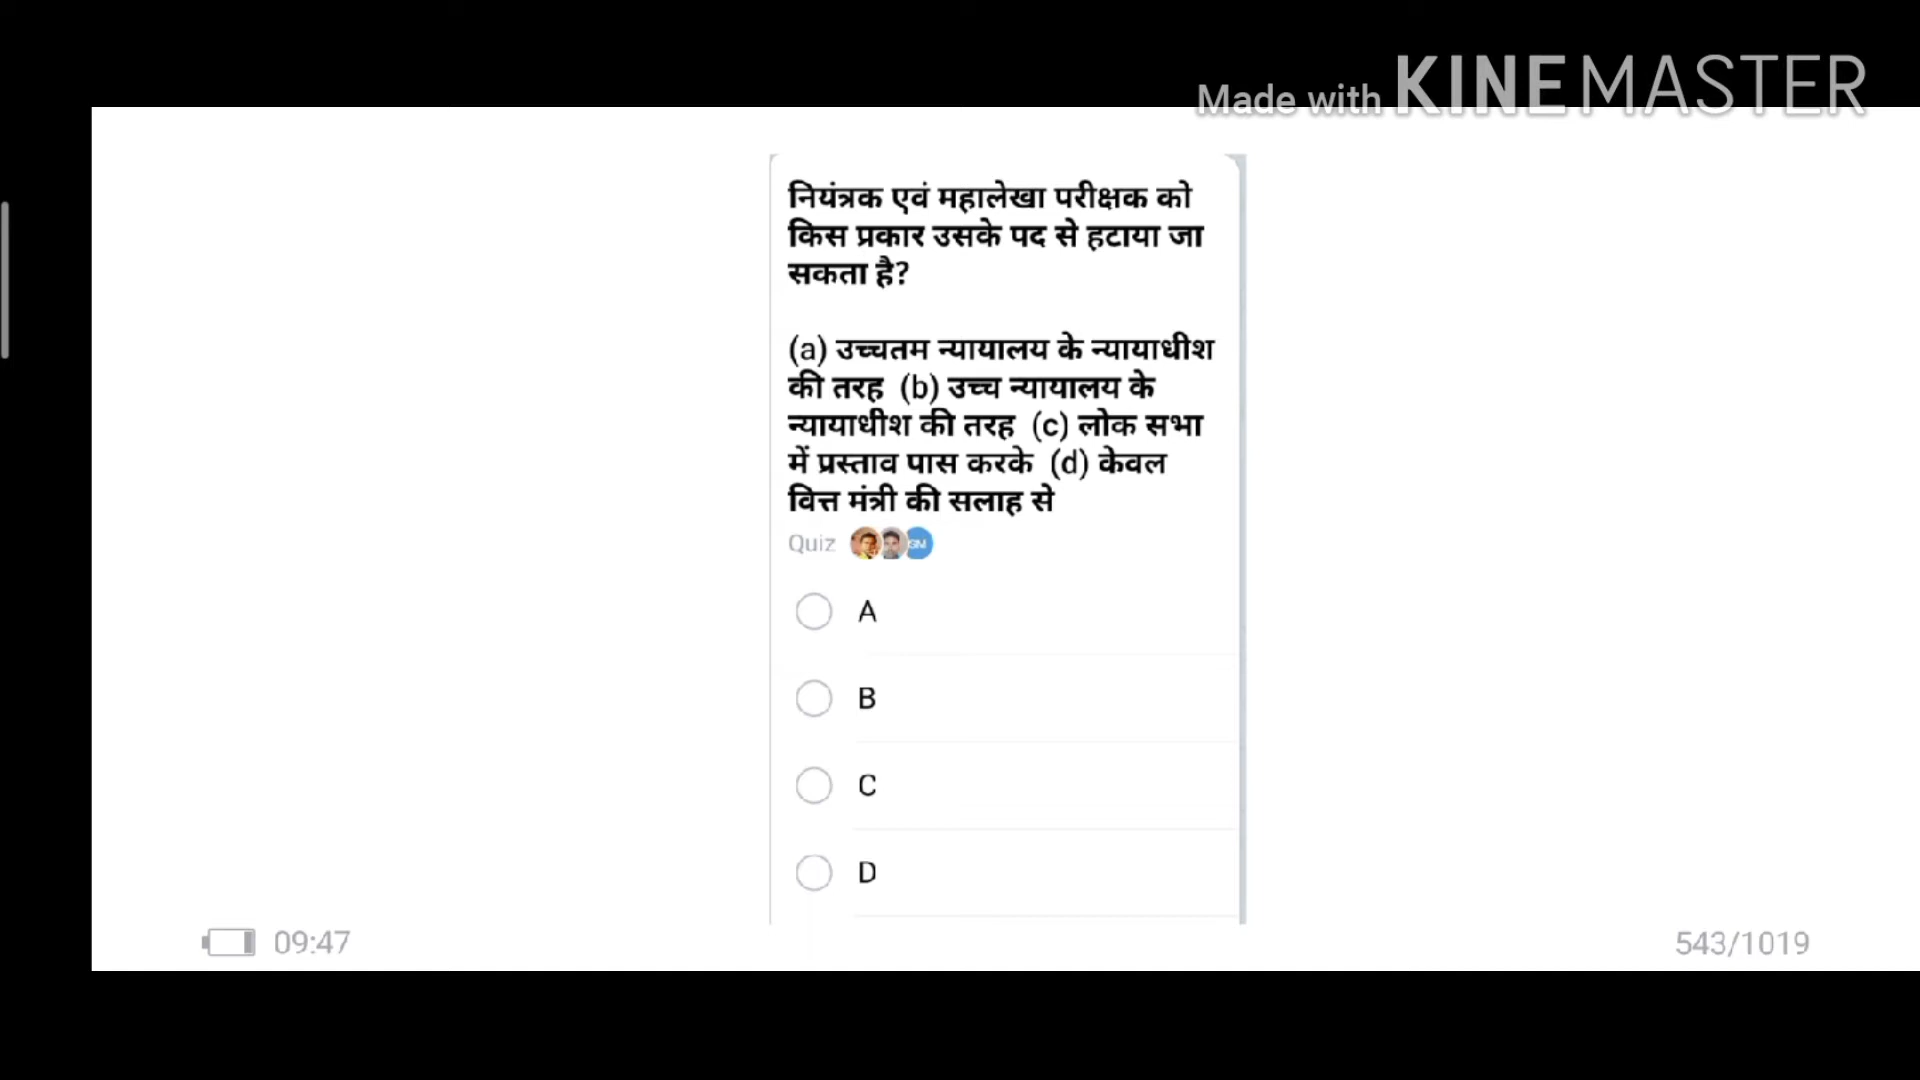 Made with KINEMASTER
नियंत्रक एवं महालेखा परीक्षक को
किस प्रकार उसके पद से हटाया जा
सकता है?
(a) उच्चतम न्यायालय के न्यायाधीश
की तरह (b) उच्च न्यायालय के
न्यायाधीश की तरह (c) लोक सभा
में प्रस्ताव पास करके (d) केवल
वित्त मंत्री की सलाह से
Quiz GM
A
B
C
D
09:47
543/1019